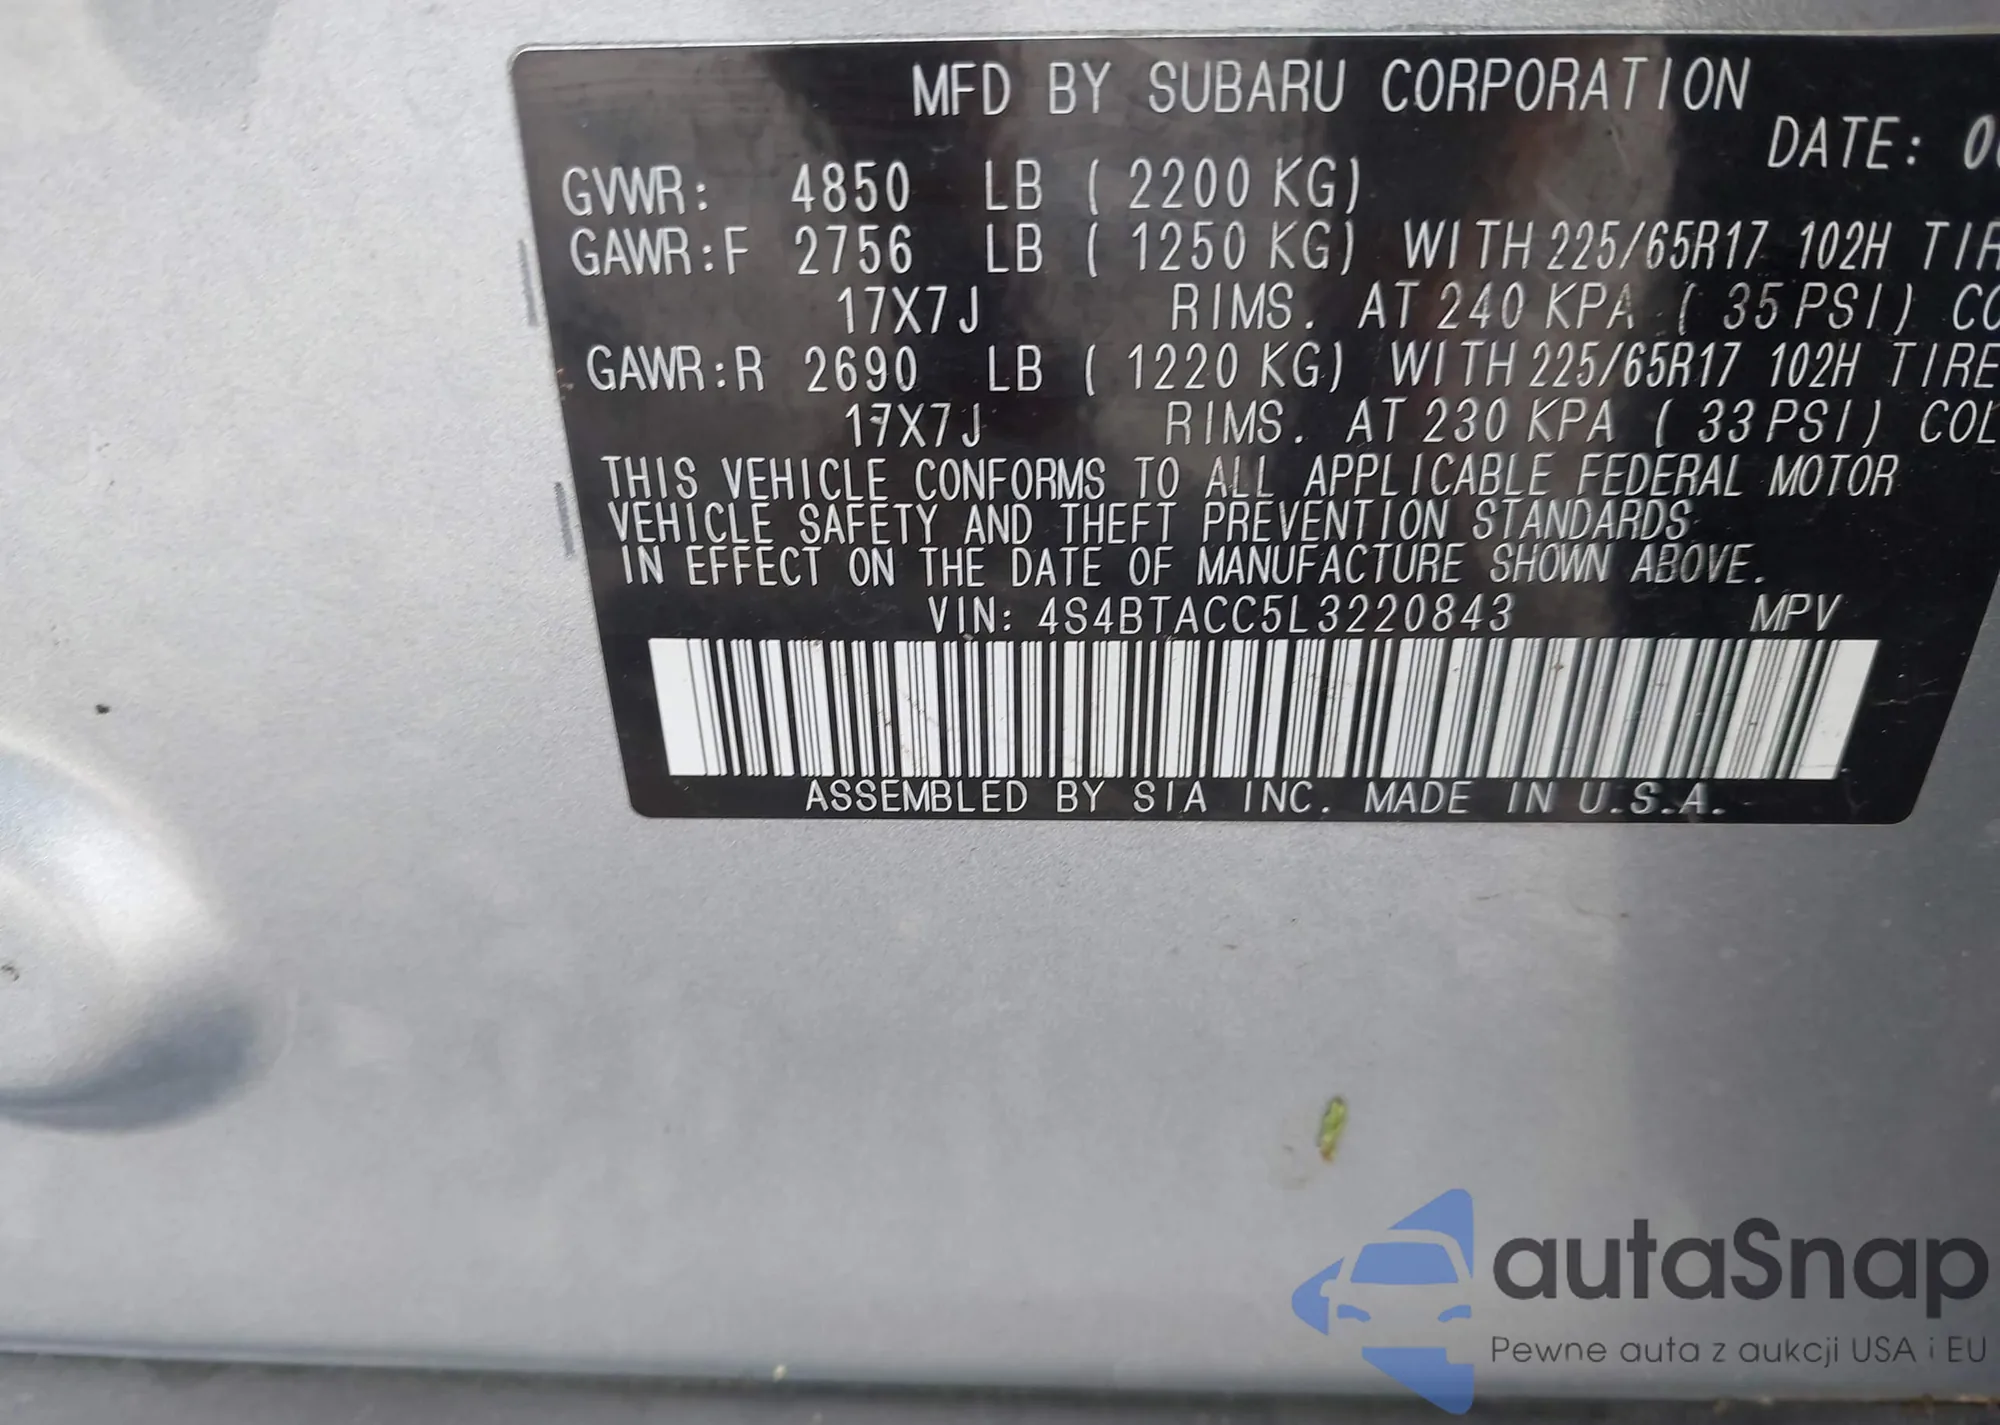 MFD BY SUBARU CORPORATION
DATE:
GVWR: 4850 LB ( 2200 KG)
GAWR:F 2756 LB ( 1250 KG) WITH 225/65R17 102H
17X7J RIMS. AT 240 KPA ( 35 PSI)
GAWR:R 2690 LB ( 1220 KG) WITH 225/65R17 102H TIRE
17X7J RIMS. AT 230 KPA ( 33 PSI)
THIS VEHICLE CONFORMS TO ALL APPLICABLE FEDERAL MOTOR
VEHICLE SAFETY AND THEFT PREVENTION STANDARDS
IN EFFECT ON THE DATE OF MANUFACTURE SHOWN ABOVE.
VIN: 4S4BTACC5L3220843 MPV
ASSEMBLED BY SIA INC. MADE IN U.S.A.
autaSnap
Pewne auta z aukcji USA i EU